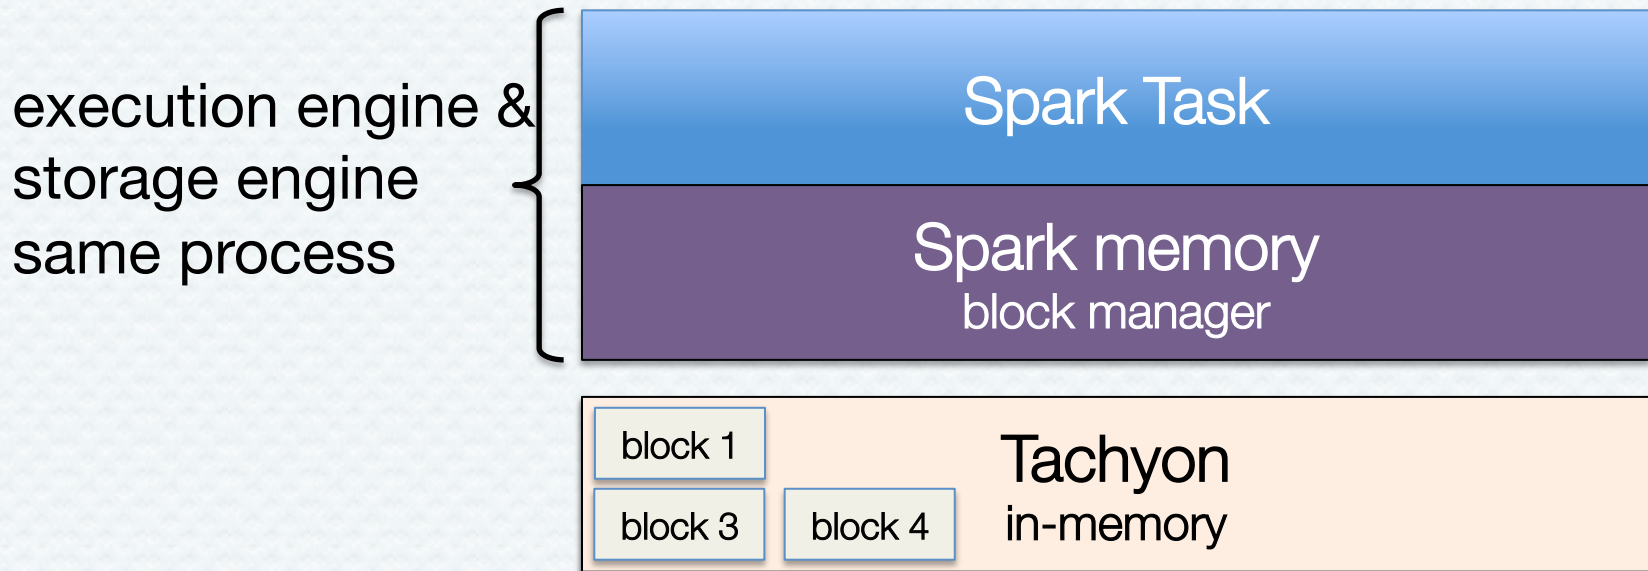 execution engine &
storage engine
same process
Spark Task
Spark memory
block manager
block 1
block 3
block 4
Tachyon
in-memory